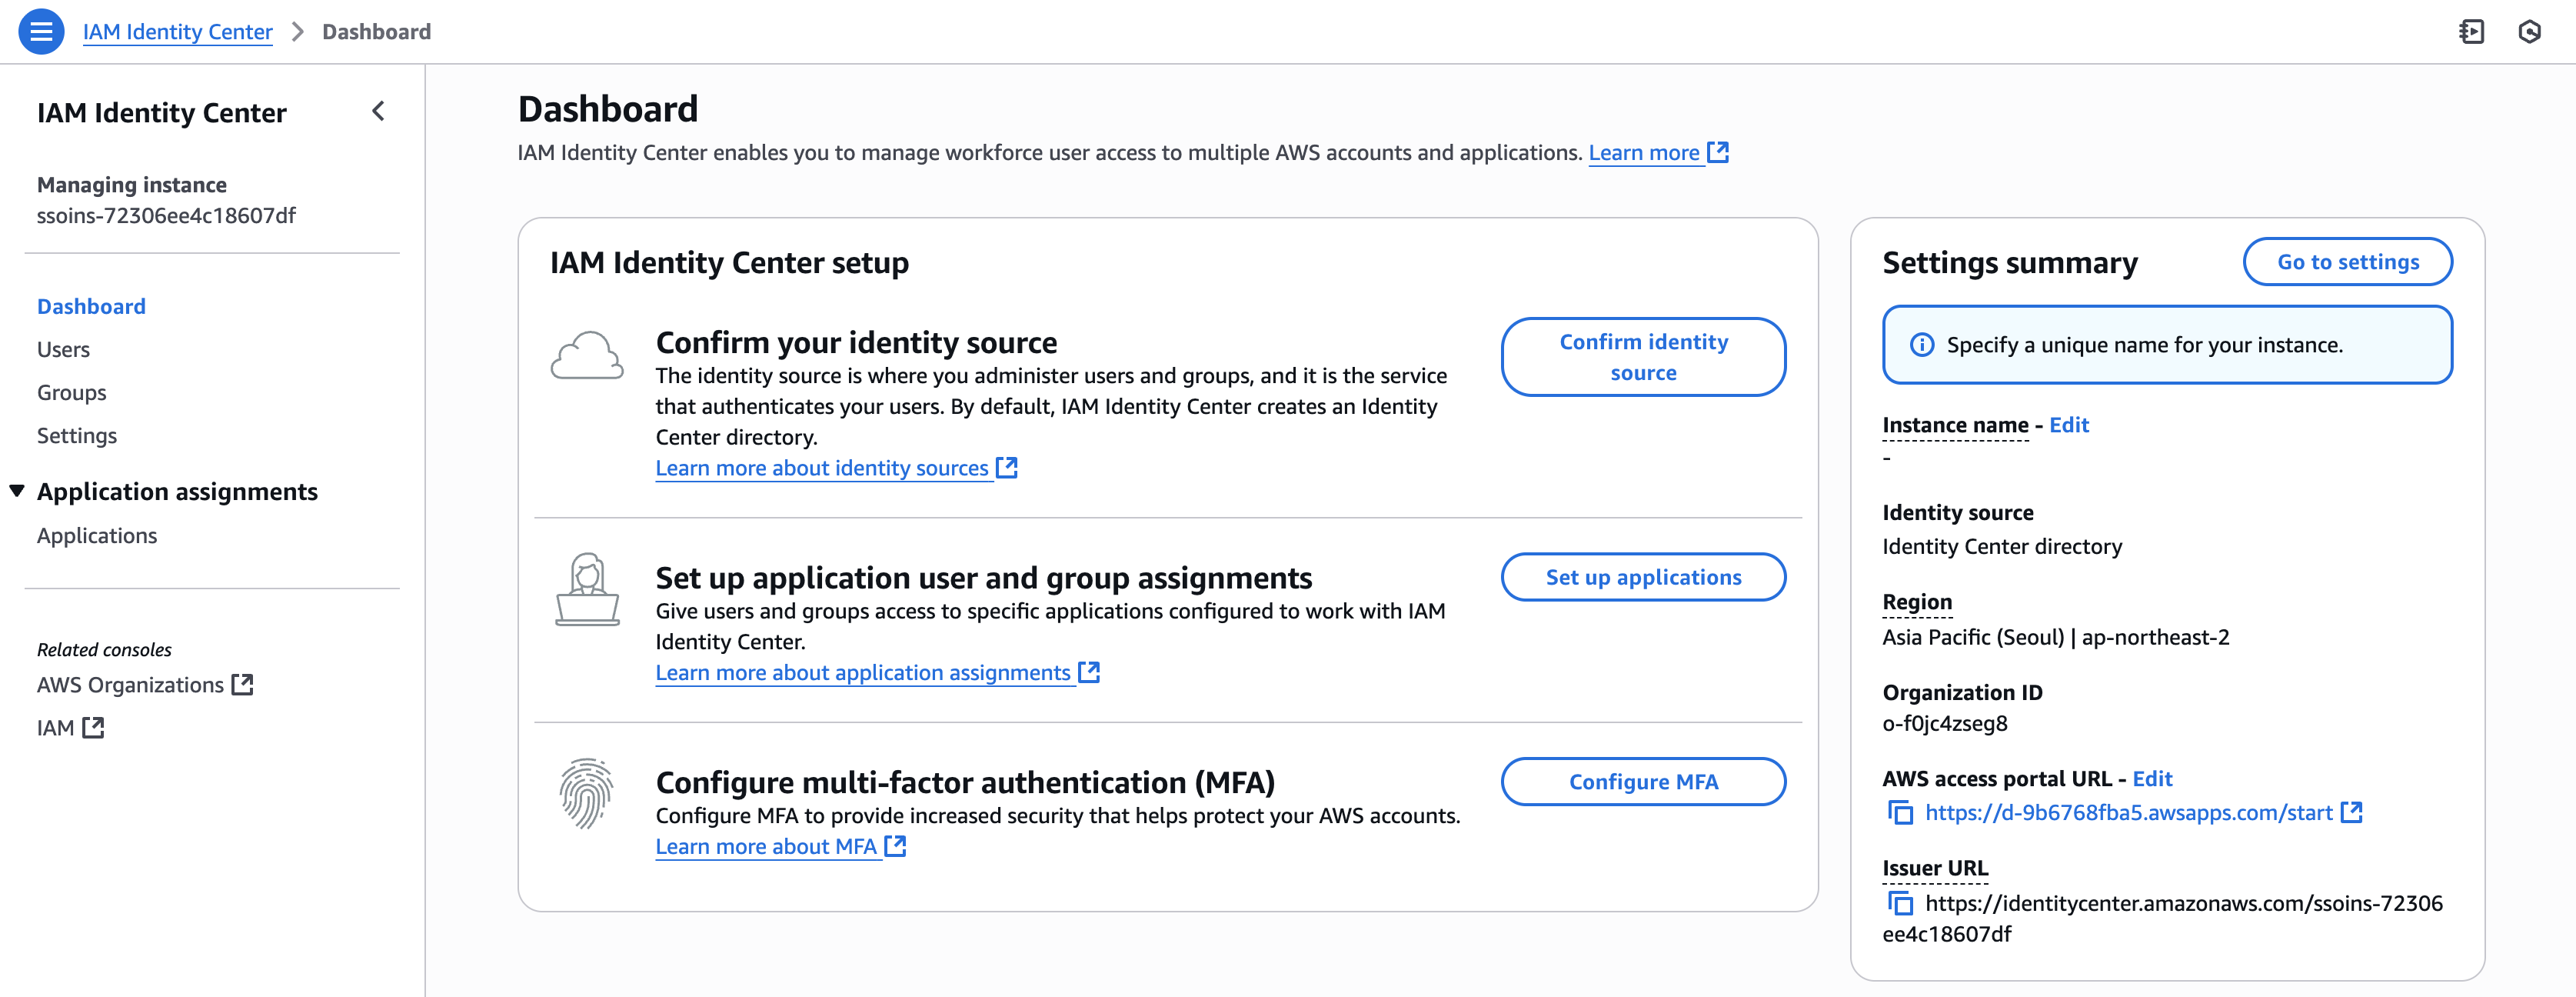 IAM Identity Center > Dashboard
IAM Identity Center
Managing instance
ssoins-72306ee4c18607df
Dashboard
Users
Groups
Settings
Application assignments
Applications
Related consoles
AWS Organizations
IAM
Dashboard
IAM Identity Center enables you to manage workforce user access to multiple AWS accounts and applications. Learn more
IAM Identity Center setup
Confirm your identity source
The identity source is where you administer users and groups, and it is the service
that authenticates your users. By default, IAM Identity Center creates an Identity
Center directory.
Learn more about identity sources
Confirm identity
source
Set up application user and group assignments
Give users and groups access to specific applications configured to work with IAM
Identity Center.
Learn more about application assignments
Set up applications
Configure multi-factor authentication (MFA)
Configure MFA to provide increased security that helps protect your AWS accounts.
Learn more about MFA
Configure MFA
Settings summary
Go to settings
Specify a unique name for your instance.
Instance name - Edit
-
Identity source
Identity Center directory
Region
Asia Pacific (Seoul) | ap-northeast-2
Organization ID
o-f0jc4zseg8
AWS access portal URL - Edit
https://d-9b6768fba5.awsapps.com/start
Issuer URL
https://identitycenter.amazonaws.com/ssoins-72306
ee4c18607df